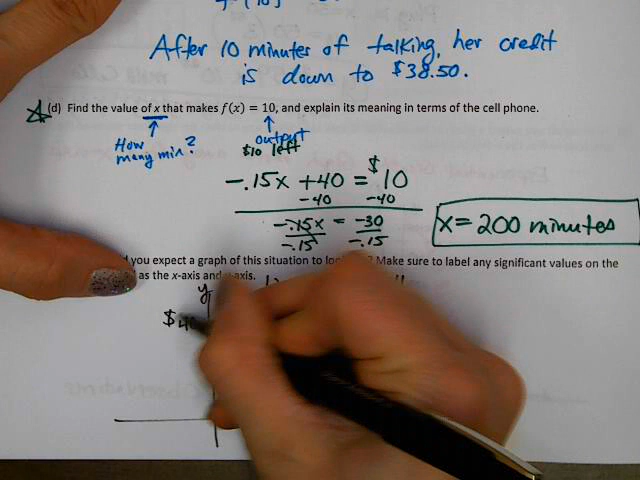 After 10 minutes of talking, her credit
is down to $38.50.
(d) Find the value of x that makes f(x) = 10, and explain its meaning in terms of the cell phone.
How many min?
output
$10 left
-.15x +40 = $10
-40 -40
-.15x = -30
-.15 -.15
x = 200 minutes
you expect a graph of this situation to Make sure to label any significant values on the
as the x-axis and
y
$40